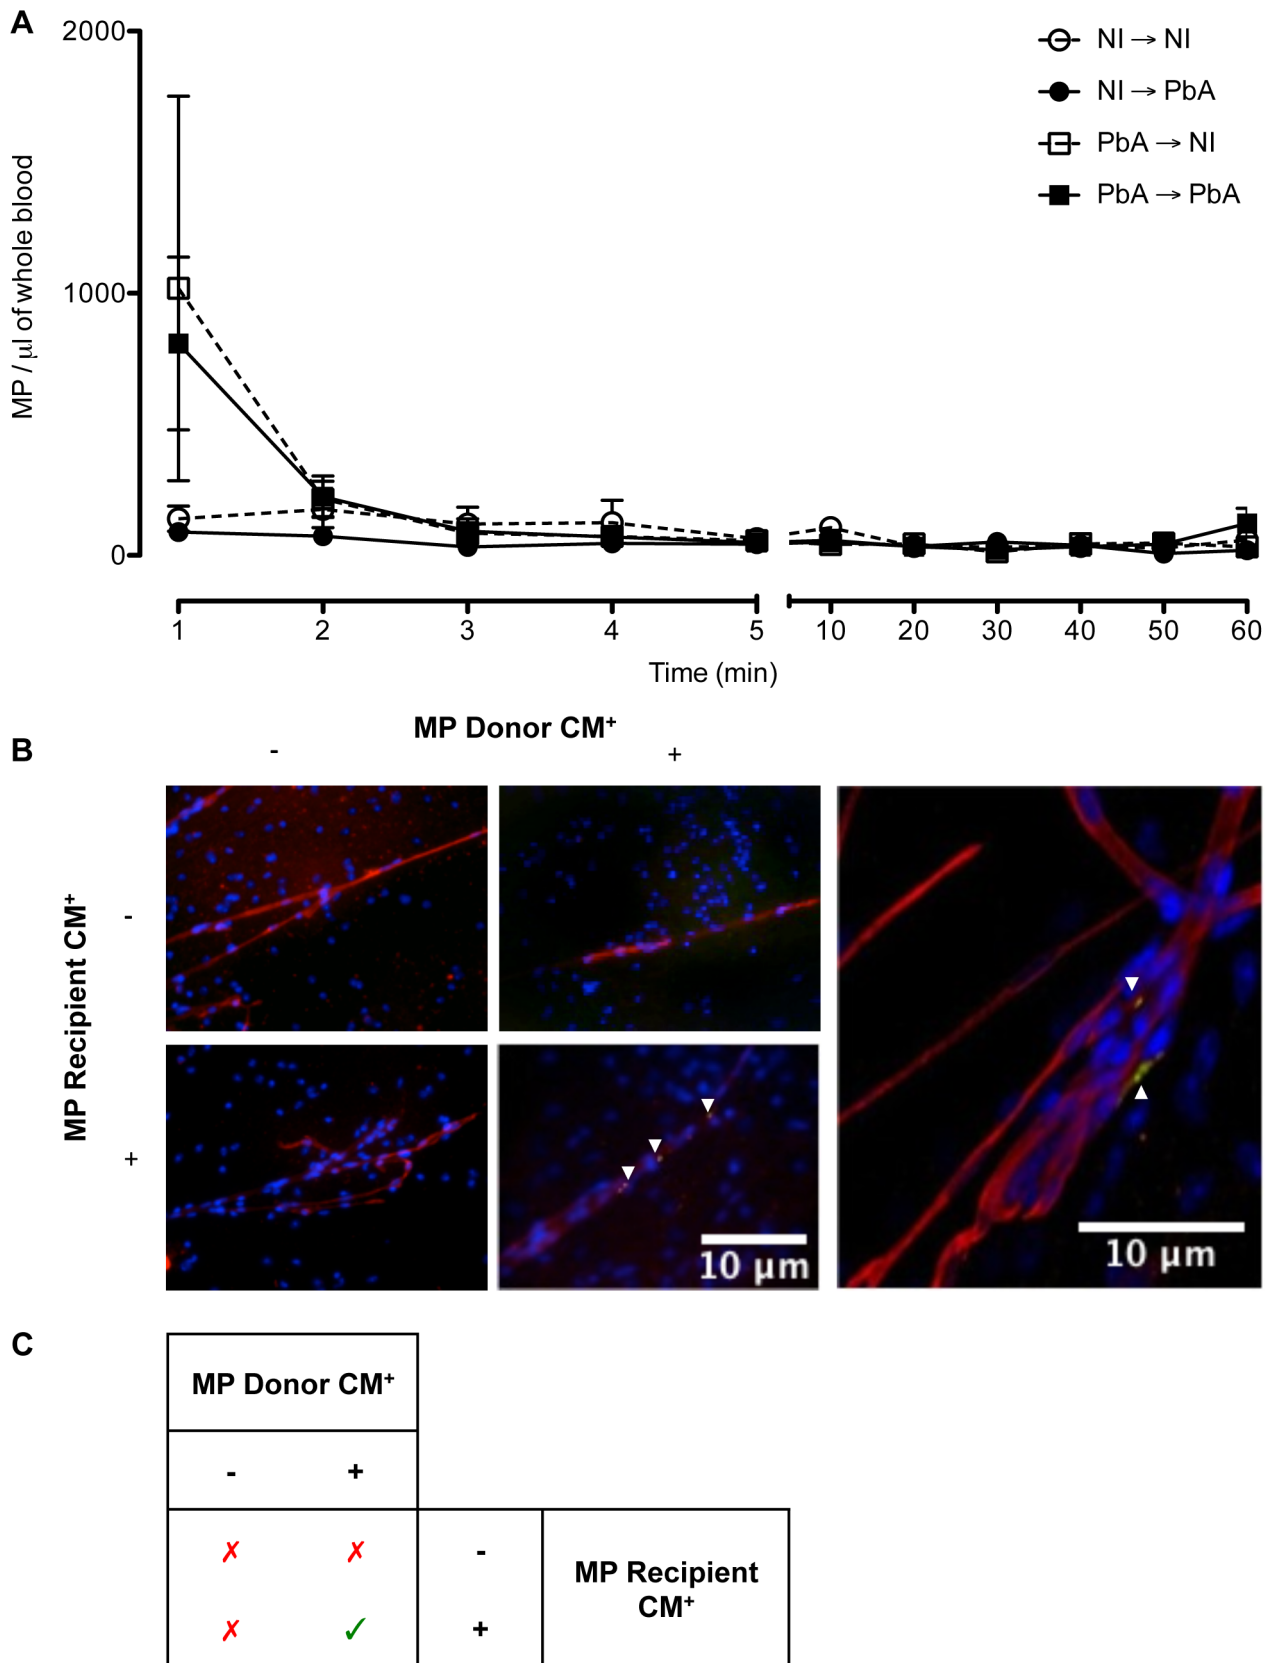 A
2000
1000
0
MP / μl of whole blood
NI → NI
NI → PbA
PbA → NI
PbA → PbA
1 2 3 4 5 10 20 30 40 50 60
Time (min)
B
MP Donor CM⁺
- +
MP Recipient CM⁺
-
+
10 μm
10 μm
C
MP Donor CM⁺
- +
✗ ✗ -
MP Recipient
CM⁺
✗ ✓ +